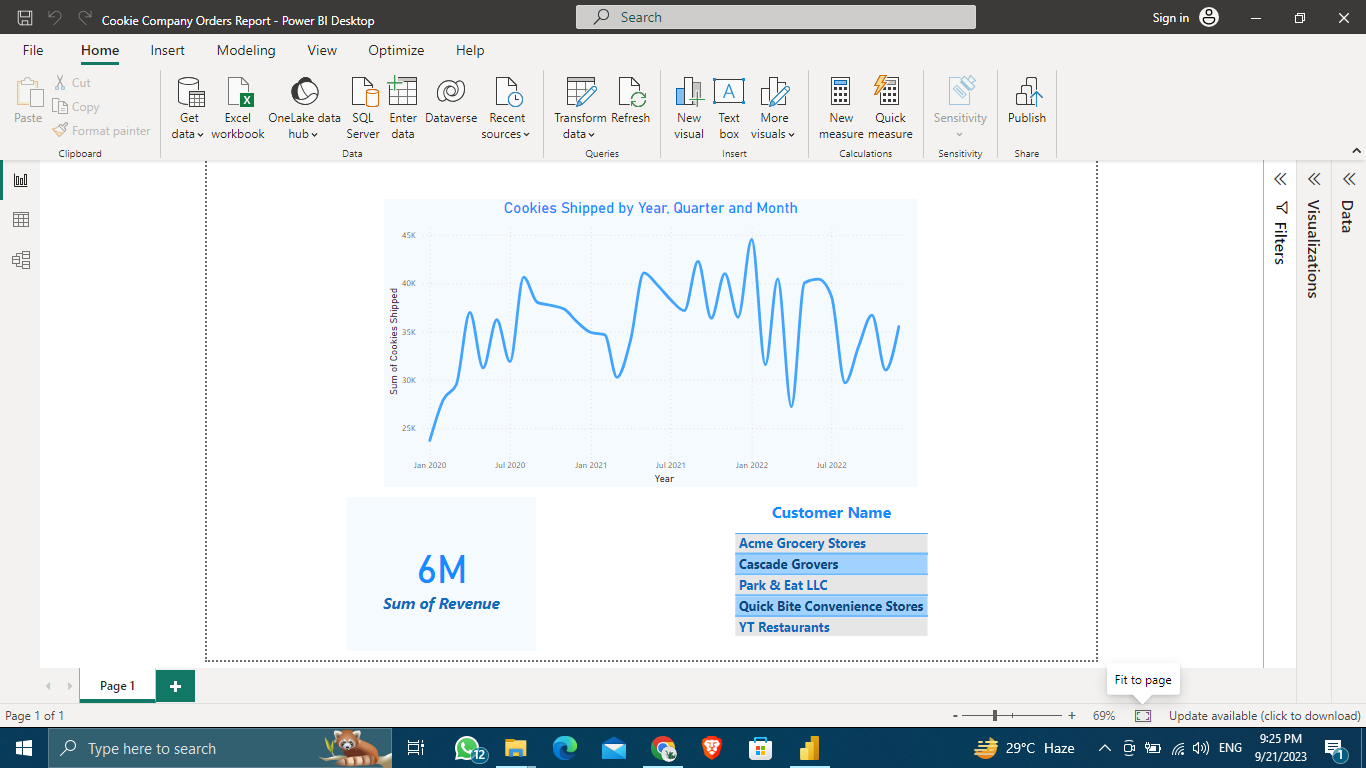 Cookie Company Orders Report - Power BI Desktop
Search
Sign in
File Home Insert Modeling View Optimize Help
Paste
Cut
Copy
Format painter
Clipboard
Get data
Excel workbook
OneLake data hub
SQL Server
Enter data
Dataverse
Recent sources
Data
Transform data
Refresh
Queries
New visual
Text box
More visuals
Insert
New measure
Quick measure
Calculations
Sensitivity
Sensitivity
Publish
Share
Cookies Shipped by Year, Quarter and Month
Sum of Cookies Shipped
45K
40K
35K
30K
25K
Jan 2020 Jul 2020 Jan 2021 Jul 2021 Jan 2022 Jul 2022
Year
6M
Sum of Revenue
Customer Name
Acme Grocery Stores
Cascade Grovers
Park & Eat LLC
Quick Bite Convenience Stores
YT Restaurants
Filters
Visualizations
Data
Page 1
Fit to page
Page 1 of 1
- + 69%
Update available (click to download)
Type here to search
12
29°C Haze
ENG
9:25 PM
9/21/2023
1